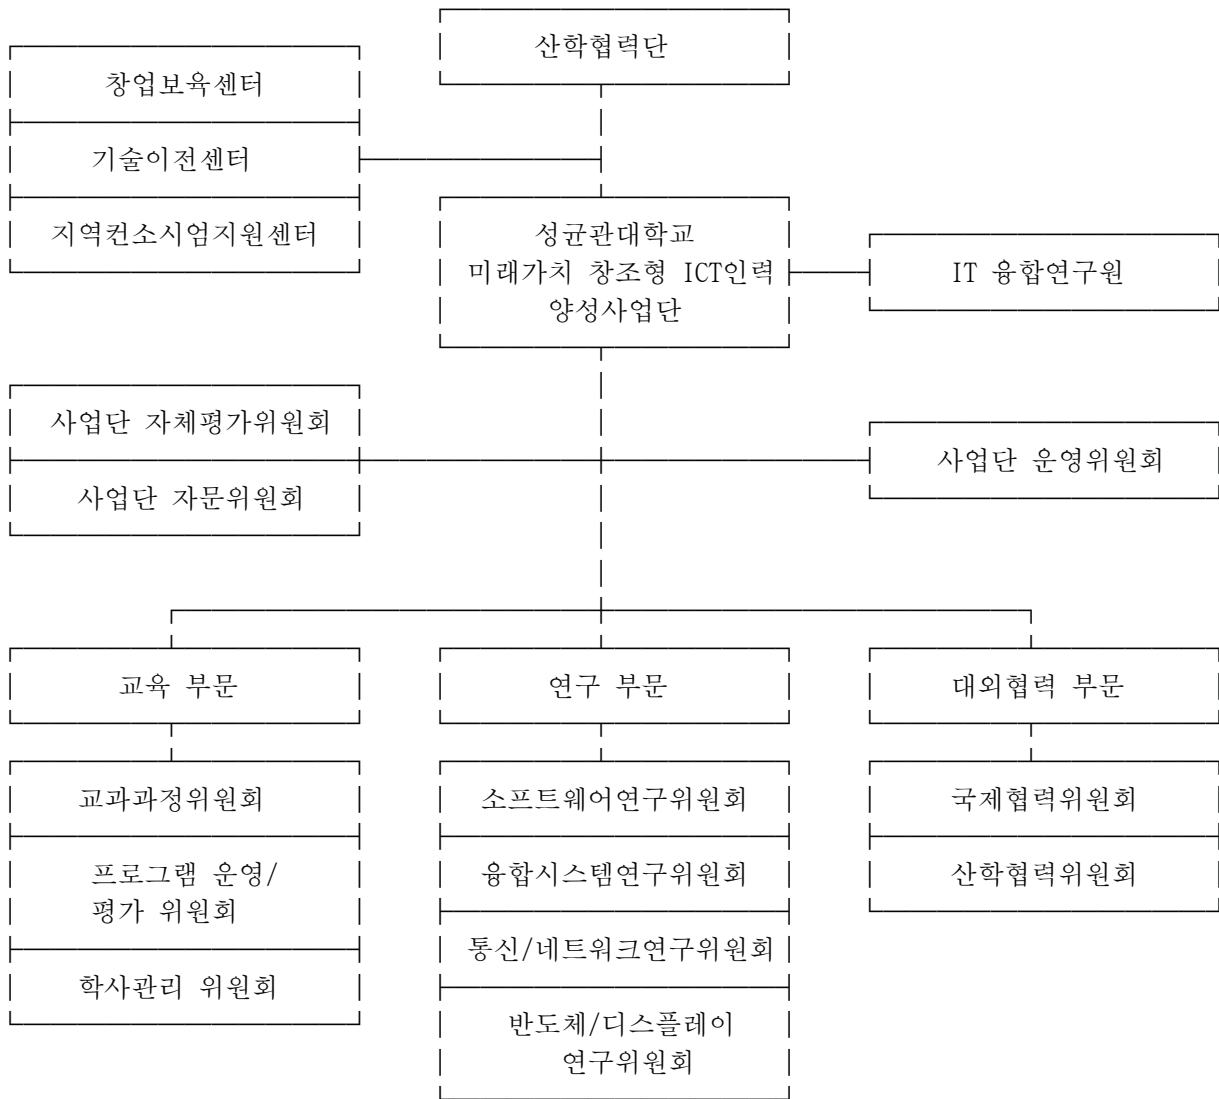 산학협력단
창업보육센터
기술이전센터
지역컨소시엄지원센터
성균관대학교
미래가치 창조형 ICT인력
양성사업단
IT 융합연구원
사업단 자체평가위원회
사업단 자문위원회
사업단 운영위원회
교육 부문
연구 부문
대외협력 부문
교과과정위원회
프로그램 운영/
평가 위원회
학사관리 위원회
소프트웨어연구위원회
융합시스템연구위원회
통신/네트워크연구위원회
반도체/디스플레이
연구위원회
국제협력위원회
산학협력위원회